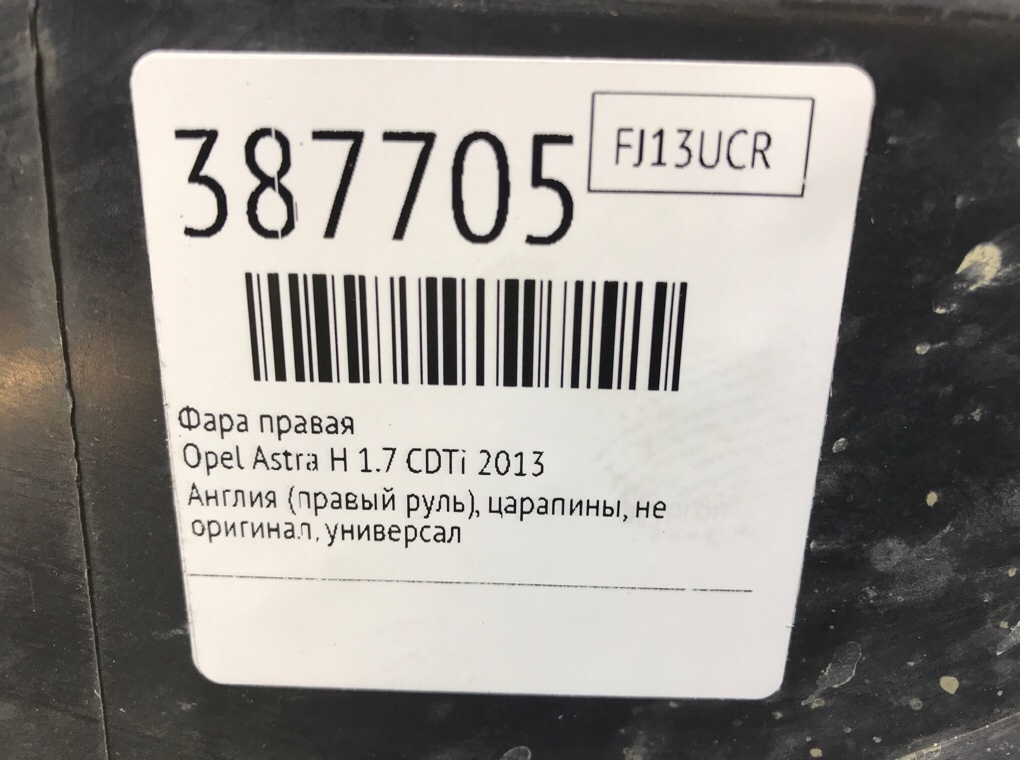 387705
FJ13UCR
Фара правая
Opel Astra H 1.7 CDTi 2013
Англия (правый руль), царапины, не
оригинал, универсал